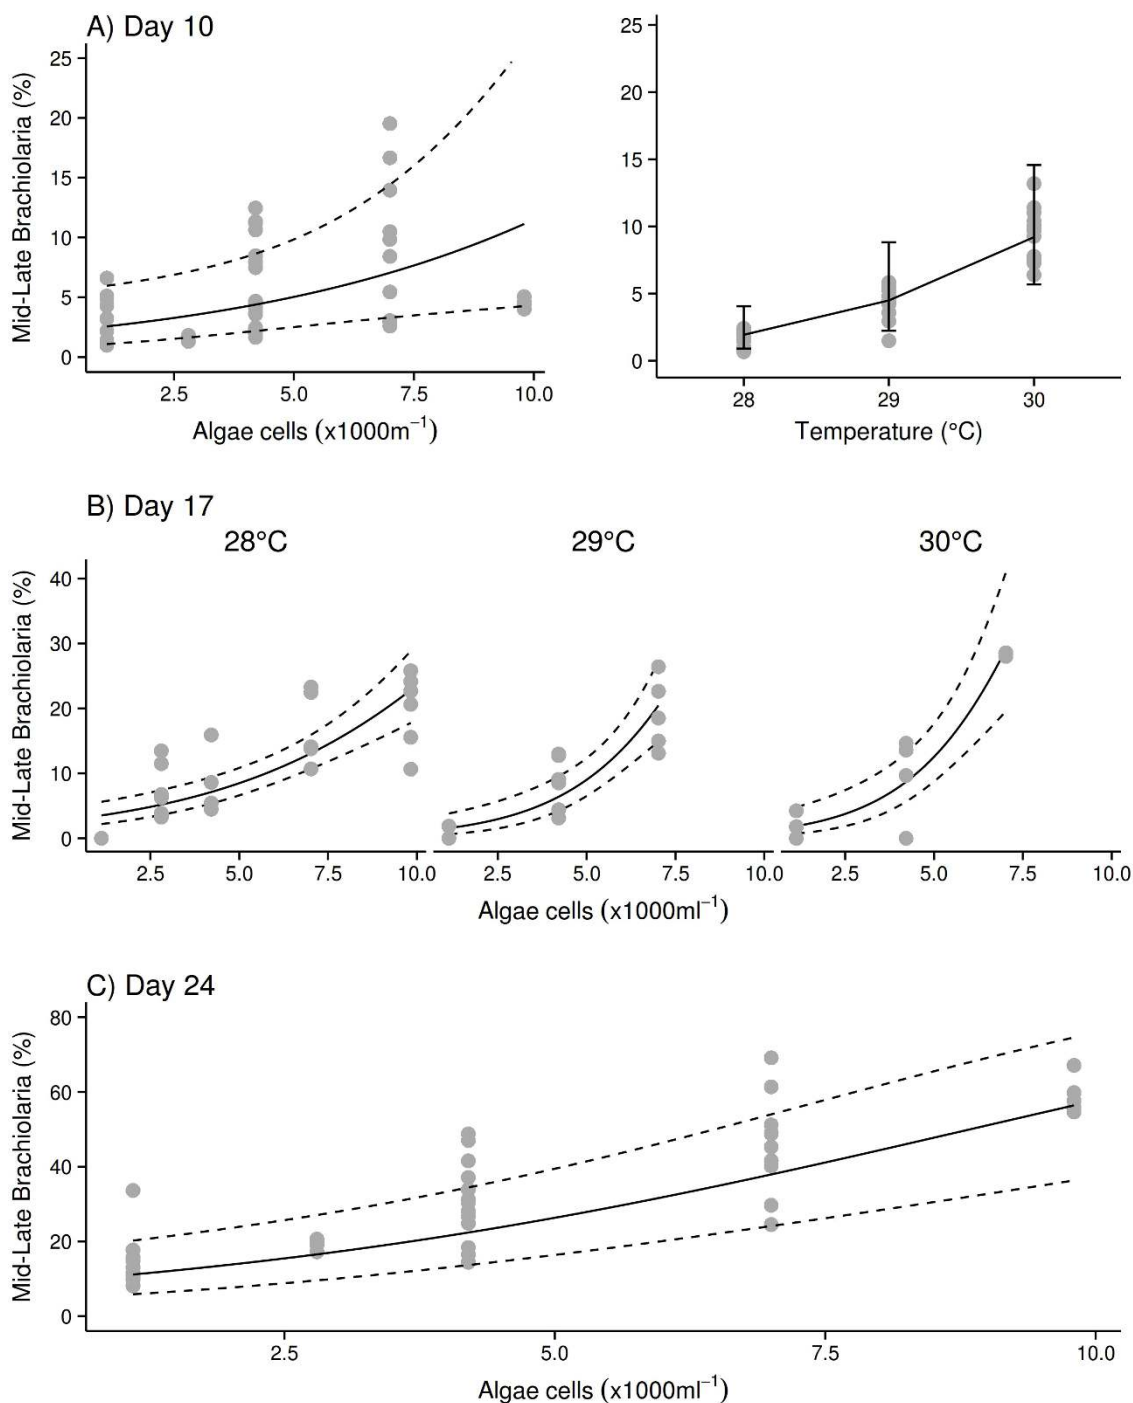 A) Day 10
Mid-Late Brachiolaria (%)
25
20
15
10
5
0
2.5 5.0 7.5 10.0
Algae cells (x1000m⁻¹)
25
20
15
10
5
0
28 29 30
Temperature (°C)
Mid-Late Brachiolaria (%)
B) Day 17
28°C 29°C 30°C
Mid-Late Brachiolaria (%)
40
30
20
10
0
2.5 5.0 7.5 10.0 2.5 5.0 7.5 10.0 2.5 5.0 7.5 10.0
Algae cells (x1000ml⁻¹)
C) Day 24
Mid-Late Brachiolaria (%)
80
60
40
20
0
2.5 5.0 7.5 10.0
Algae cells (x1000ml⁻¹)